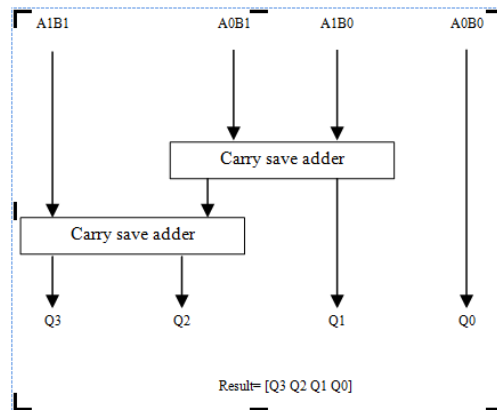 A1B1 A0B1 A1B0 A0B0
Carry save adder
Carry save adder
Q3 Q2 Q1 Q0
Result= [Q3 Q2 Q1 Q0]